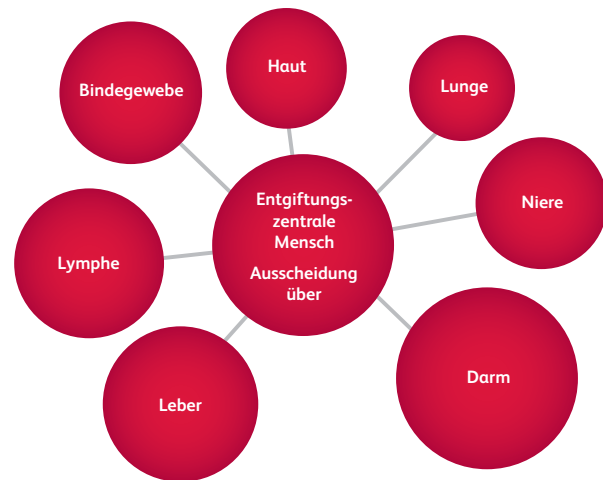 Haut
Bindegewebe
Lunge
Entgiftungs-
zentrale
Mensch
Ausscheidung
über
Niere
Lymphe
Darm
Leber